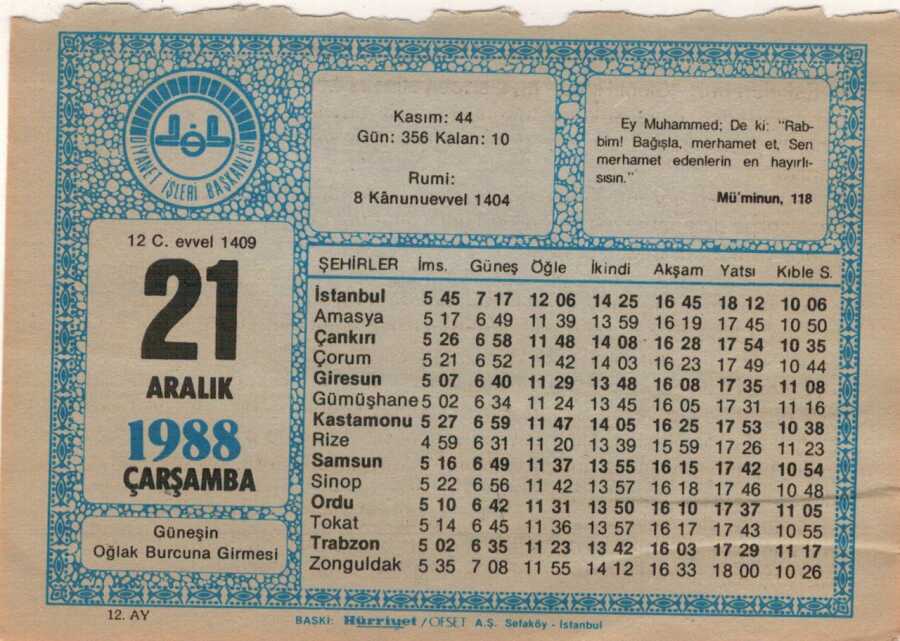 DİYANET İŞLERİ BAŞKANLIĞI
Kasım: 44
Gün: 356 Kalan: 10
Rumi:
8 Kânunuevvel 1404
Ey Muhammed; De ki: "Rab-
bim! Bağışla, merhamet et, Sen
merhamet edenlerin en hayırlı-
sısın."
Mü'minun, 118
12 C. evvel 1409
21
ARALIK
1988
ÇARŞAMBA
Güneşin
Oğlak Burcuna Girmesi
ŞEHİRLER İms. Güneş Öğle İkindi Akşam Yatsı Kıble S.
İstanbul 5 45 7 17 12 06 14 25 16 45 18 12 10 06
Amasya 5 17 6 49 11 39 13 59 16 19 17 45 10 50
Çankırı 5 26 6 58 11 48 14 08 16 28 17 54 10 35
Çorum 5 21 6 52 11 42 14 03 16 23 17 49 10 44
Giresun 5 07 6 40 11 29 13 48 16 08 17 35 11 08
Gümüşhane 5 02 6 34 11 24 13 45 16 05 17 31 11 16
Kastamonu 5 27 6 59 11 47 14 05 16 25 17 53 10 38
Rize 4 59 6 31 11 20 13 39 15 59 17 26 11 23
Samsun 5 16 6 49 11 37 13 55 16 15 17 42 10 54
Sinop 5 22 6 56 11 42 13 57 16 18 17 46 10 48
Ordu 5 10 6 42 11 31 13 50 16 10 17 37 11 05
Tokat 5 14 6 45 11 36 13 57 16 17 17 43 10 55
Trabzon 5 02 6 35 11 23 13 42 16 03 17 29 11 17
Zonguldak 5 35 7 08 11 55 14 12 16 33 18 00 10 26
12. AY
BASKI: Hürriyet / OFSET A.Ş. Sefaköy - İstanbul